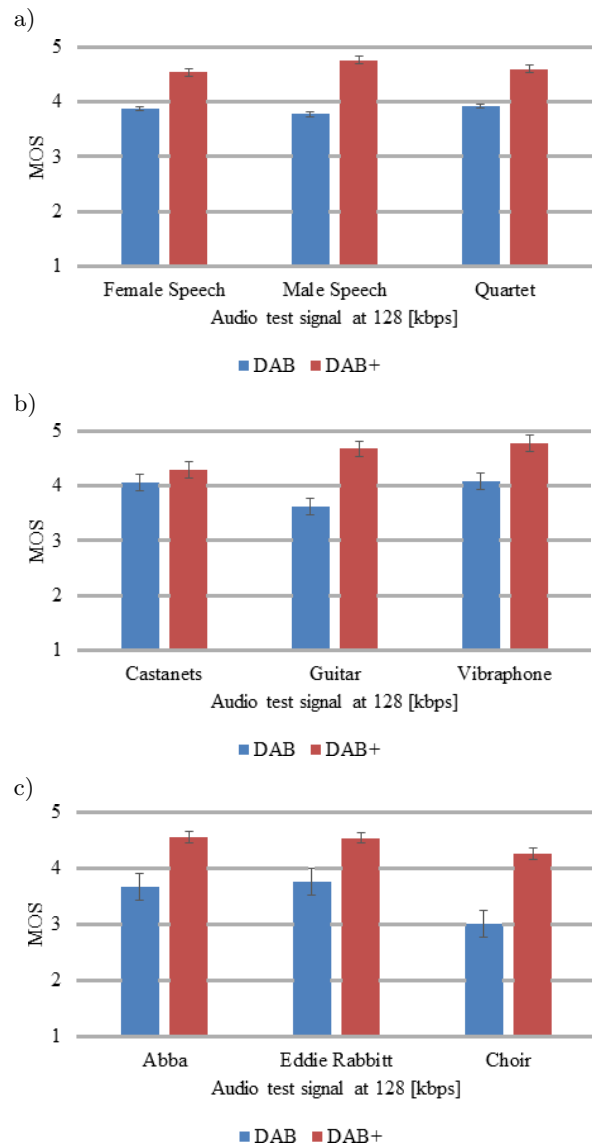 a)
5
4
3
2
1
MOS
Female Speech Male Speech Quartet
Audio test signal at 128 [kbps]
DAB DAB+
b)
5
4
3
2
1
MOS
Castanets Guitar Vibraphone
Audio test signal at 128 [kbps]
DAB DAB+
c)
5
4
3
2
1
MOS
Abba Eddie Rabbitt Choir
Audio test signal at 128 [kbps]
DAB DAB+